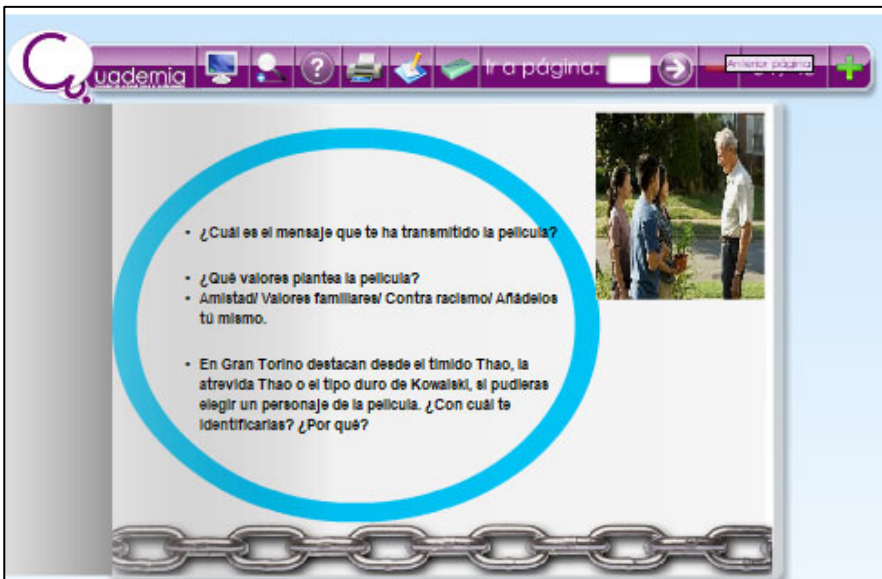 Cuadernia
Ir a página:
Anterior página
• ¿Cuál es el mensaje que te ha transmitido la película?
• ¿Qué valores plantea la película?
• Amistad/ Valores familiares/ Contra racismo/ Añádelos
tú mismo.
• En Gran Torino destacan desde el tímido Thao, la
atrevida Thao o el tipo duro de Kowalski, si pudieras
elegir un personaje de la película. ¿Con cuál te
identificarías? ¿Por qué?